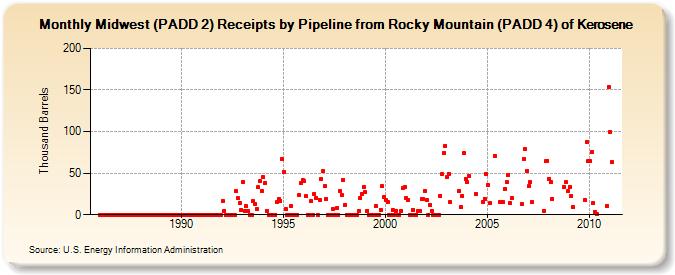 Monthly Midwest (PADD 2) Receipts by Pipeline from Rocky Mountain (PADD 4) of Kerosene
Thousand Barrels
200
150
100
50
0
1990 1995 2000 2005 2010
Source: U.S. Energy Information Administration